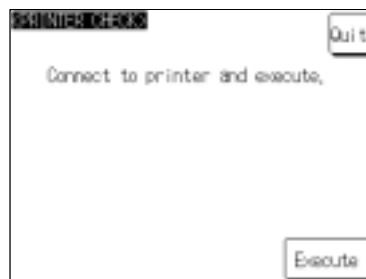 <PRINTER CHECK>
Quit
Connect to printer and execute.
Execute